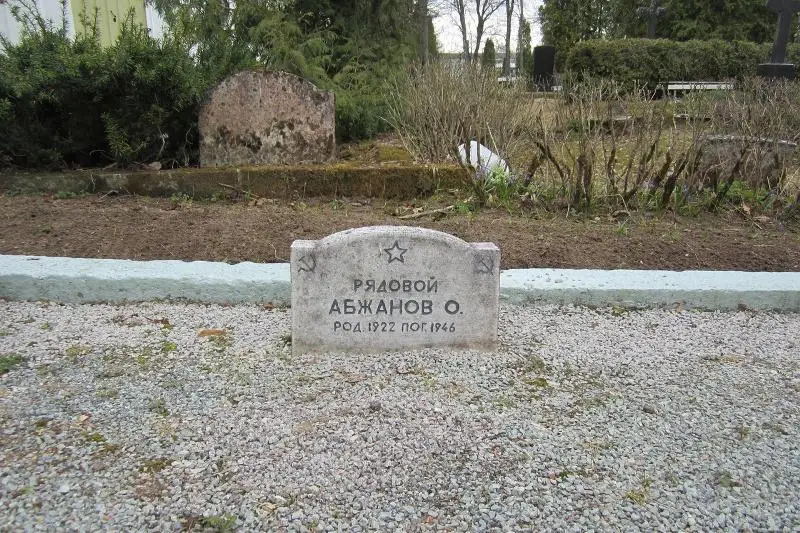 РЯДОВОЙ
АБЖАНОВ О.
РОД. 1922 ПОГ. 1946